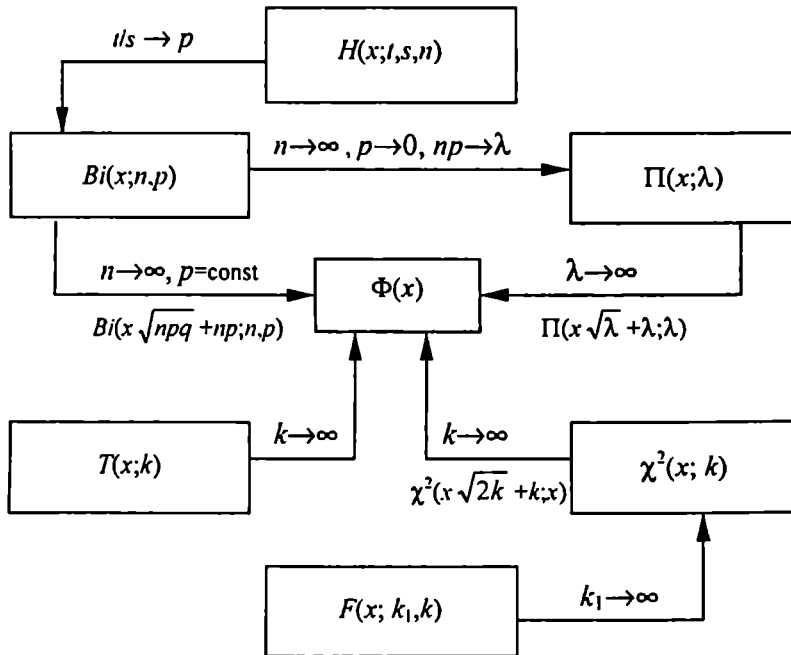 t/s → p
H(x;t,s,n)
Bi(x;n,p)
n→∞, p→0, np→λ
Π(x;λ)
n→∞, p=const
Φ(x)
λ→∞
Bi(x√npq +np;n,p)
Π(x√λ +λ;λ)
T(x;k)
k→∞
k→∞
χ²(x; k)
χ²(x√2k +k;x)
F(x; k₁,k)
k₁→∞